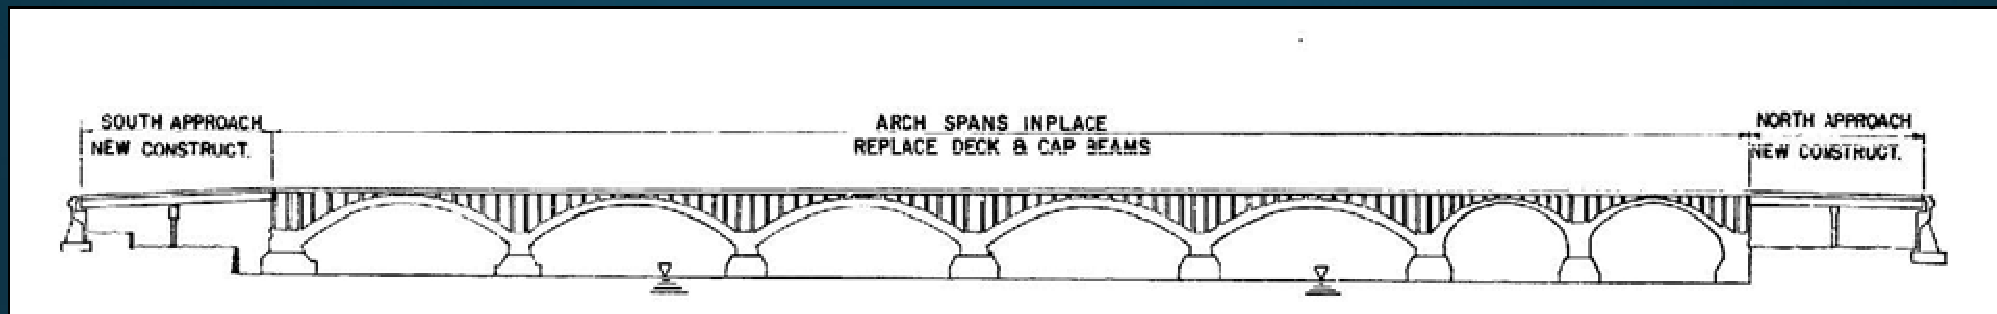 SOUTH APPROACH
NEW CONSTRUCT.
ARCH SPANS INPLACE
REPLACE DECK & CAP BEAMS
NORTH APPROACH
NEW CONSTRUCT.